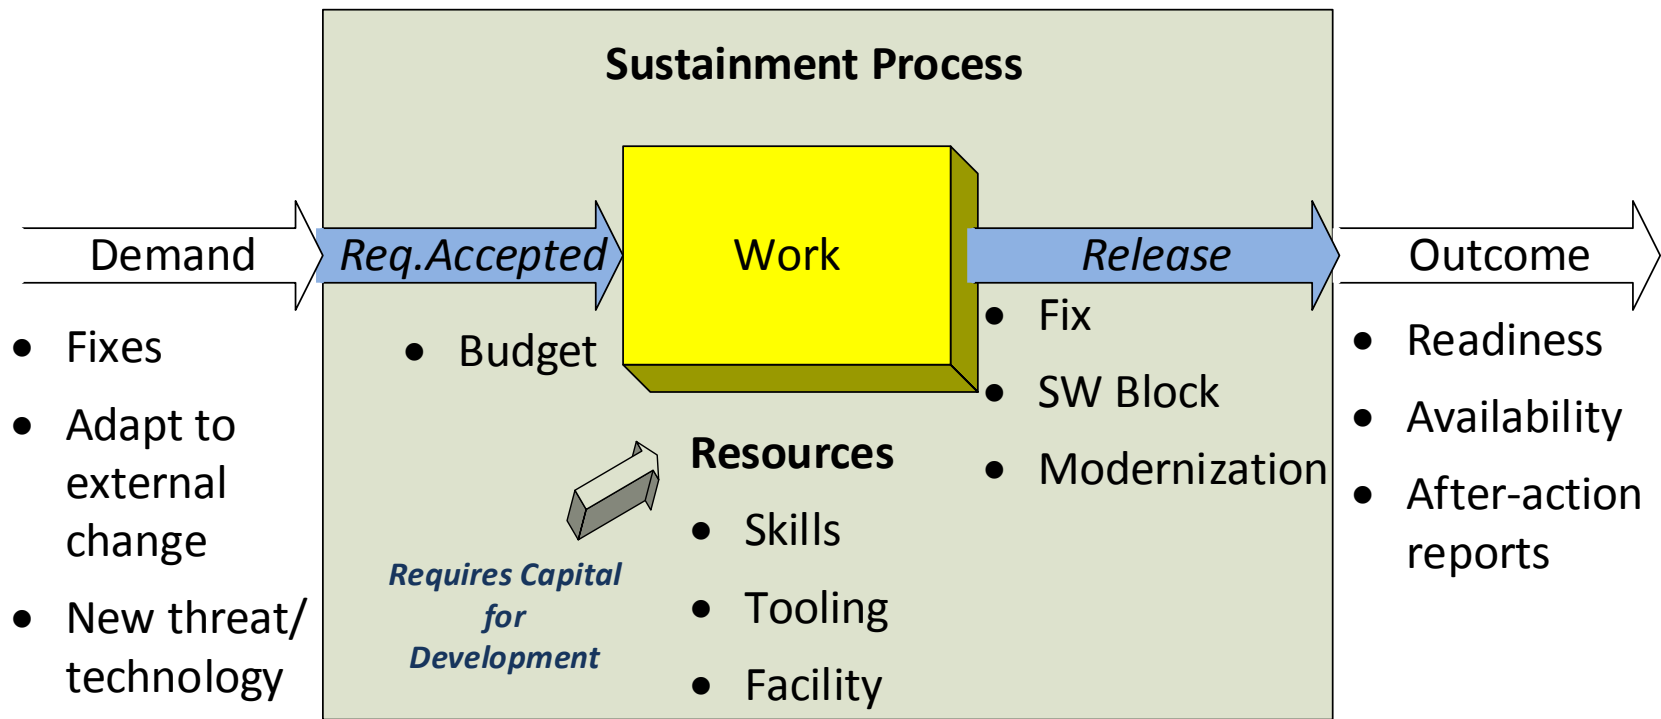 Sustainment Process
Demand
Req.Accepted
Work
Release
Outcome
• Fixes
• Adapt to
external
change
• New threat/
technology
• Budget
Requires Capital
for
Development
Resources
• Skills
• Tooling
• Facility
• Fix
• SW Block
• Modernization
• Readiness
• Availability
• After-action
reports